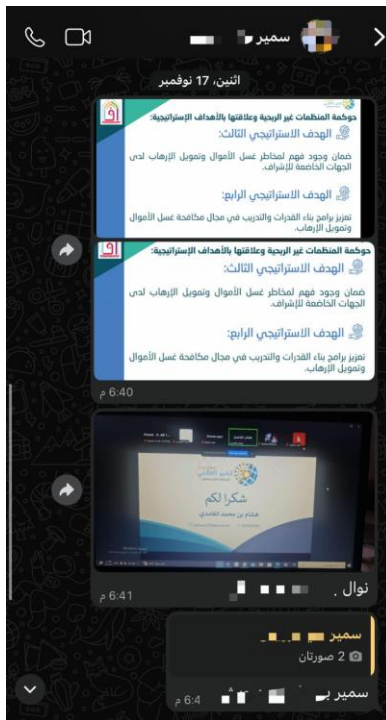 سمير
اثنين، 17 نوفمبر
حوكمة المنظمات غير الربحية وعلاقتها بالأهداف الإستراتيجية:
الهدف الاستراتيجي الثالث:
ضمان وجود فهم لمخاطر غسل الأموال وتمويل الإرهاب لدى
الجهات الخاضعة للإشراف.
الهدف الاستراتيجي الرابع:
تعزيز برامج بناء القدرات والتدريب في مجال مكافحة غسل الأموال
وتمويل الإرهاب.
حوكمة المنظمات غير الربحية وعلاقتها بالأهداف الإستراتيجية:
الهدف الاستراتيجي الثالث:
ضمان وجود فهم لمخاطر غسل الأموال وتمويل الإرهاب لدى
الجهات الخاضعة للإشراف.
الهدف الاستراتيجي الرابع:
تعزيز برامج بناء القدرات والتدريب في مجال مكافحة غسل الأموال
وتمويل الإرهاب.
6:40 م
شكرا لكم
هشام بن محمد الغامدي
نوال .
6:41 م
سمير
2 صورتان
سمير